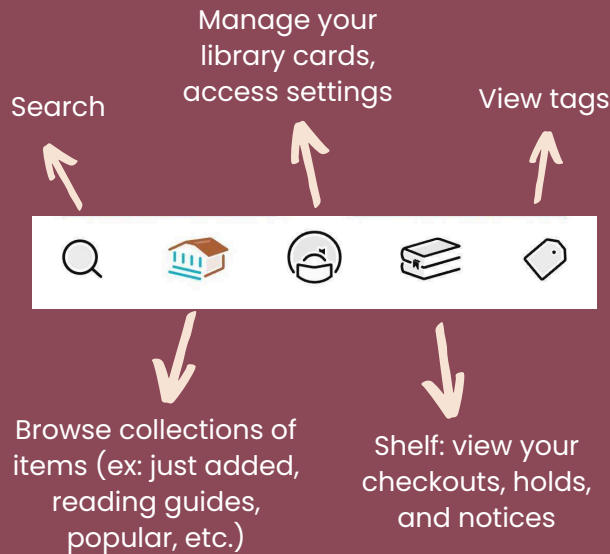 Manage your
library cards,
access settings
Search
View tags
Browse collections of
items (ex: just added,
reading guides,
popular, etc.)
Shelf: view your
checkouts, holds,
and notices